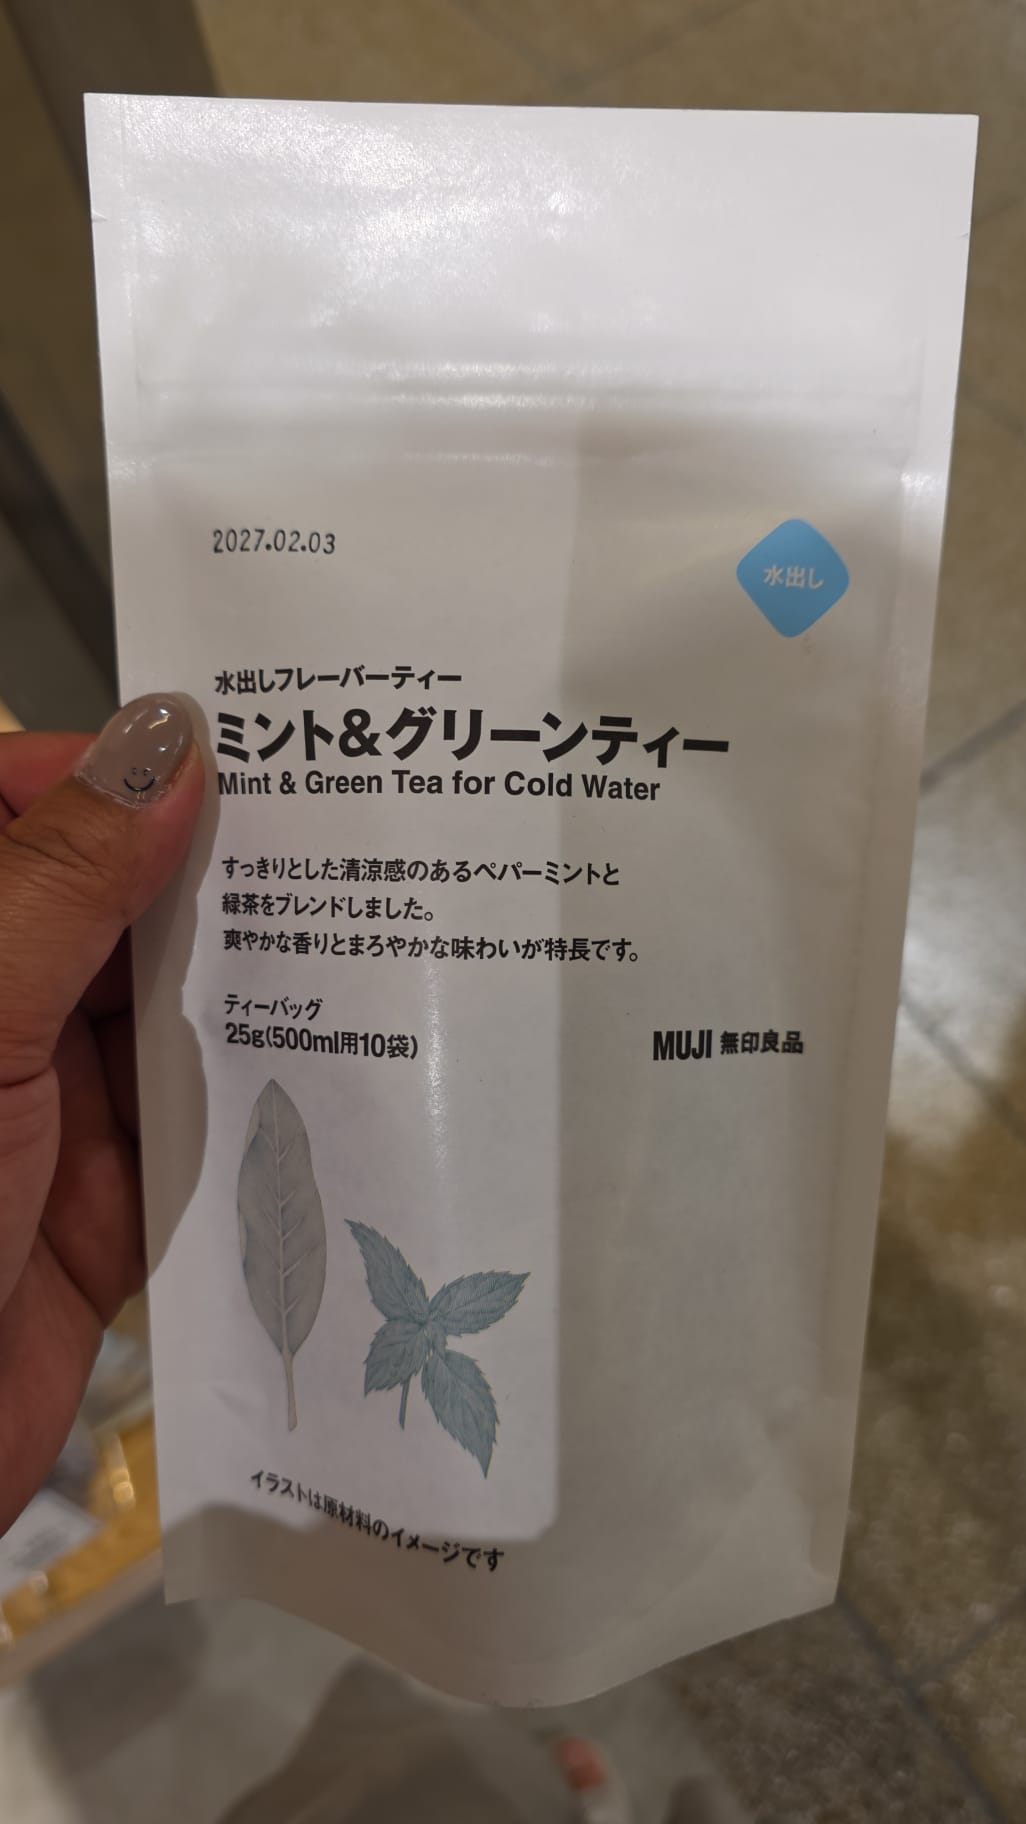 2027.02.03
水出し
水出しフレーバーティー
ミント&グリーンティー
Mint & Green Tea for Cold Water
すっきりとした清涼感のあるペパーミントと
緑茶をブレンドしました。
爽やかな香りとまろやかな味わいが特長です。
ティーバッグ
25g(500ml用10袋)
MUJI 無印良品
イラストは原材料のイメージです